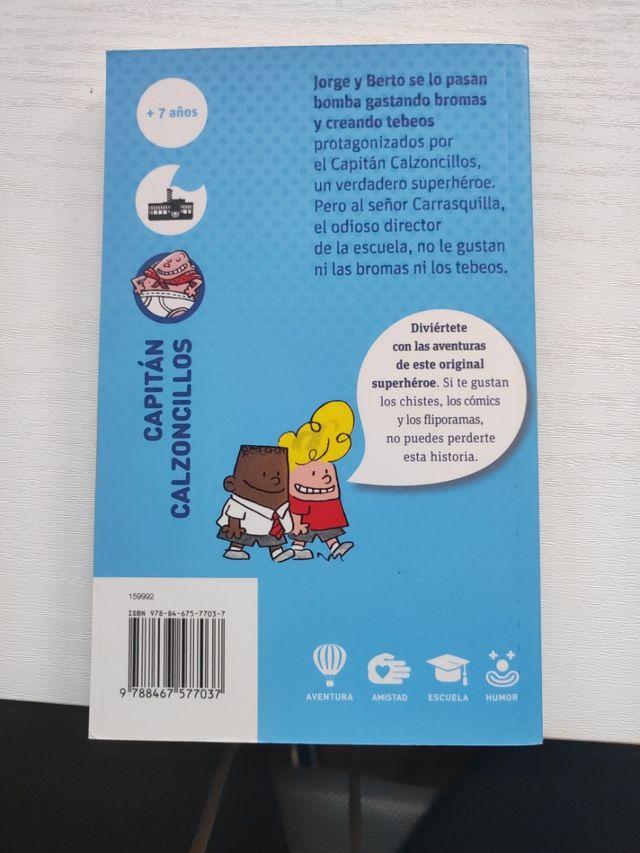 Jorge y Berto se lo pasan
bomba gastando bromas
y creando tebeos
protagonizados por
el Capitán Calzoncillos,
un verdadero superhéroe.
Pero al señor Carrasquilla,
el odioso director
de la escuela, no le gustan
ni las bromas ni los tebeos.
+ 7 años
CAPITÁN
CALZONCILLOS
Diviértete
con las aventuras
de este original
superhéroe. Si te gustan
los chistes, los cómics
y los fliporamas,
no puedes perderte
esta historia.
159992
ISBN 978-84-675-7703-7
9 788467 577037
AVENTURA
AMISTAD
ESCUELA
HUMOR